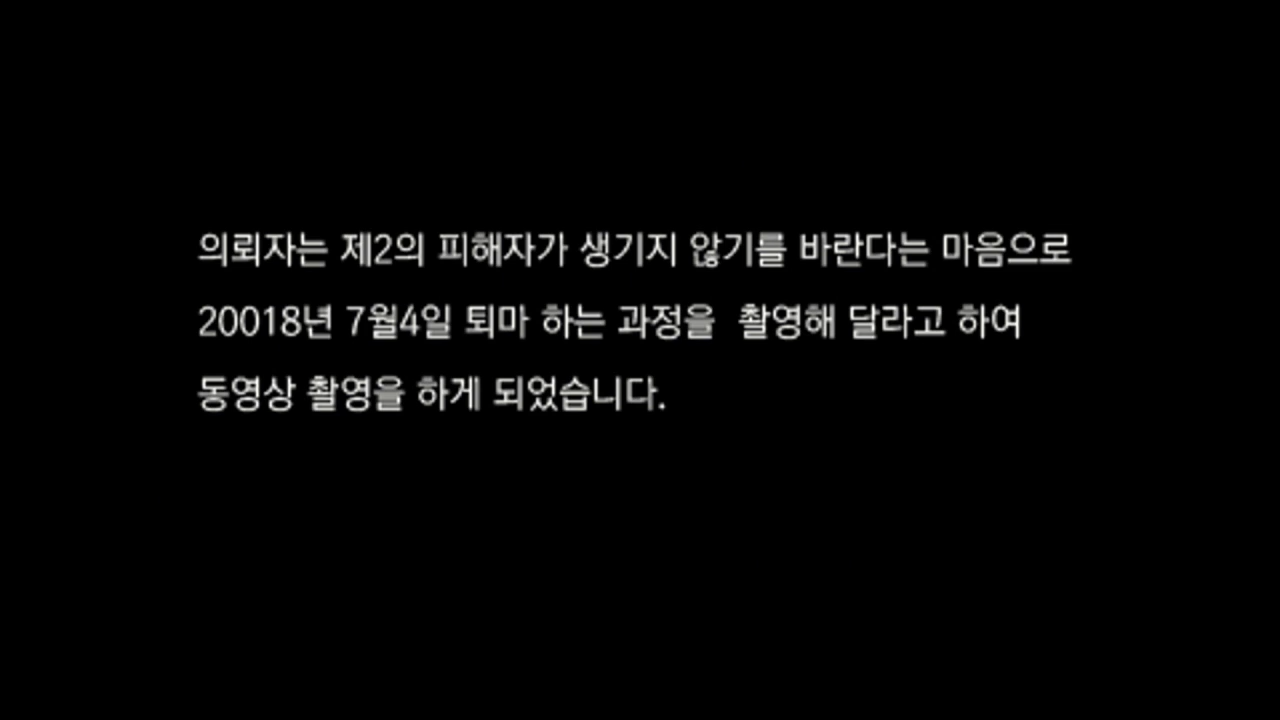 의뢰자는 제2의 피해자가 생기지 않기를 바란다는 마음으로
20018년 7월4일 퇴마 하는 과정을  촬영해 달라고 하여
동영상 촬영을 하게 되었습니다.